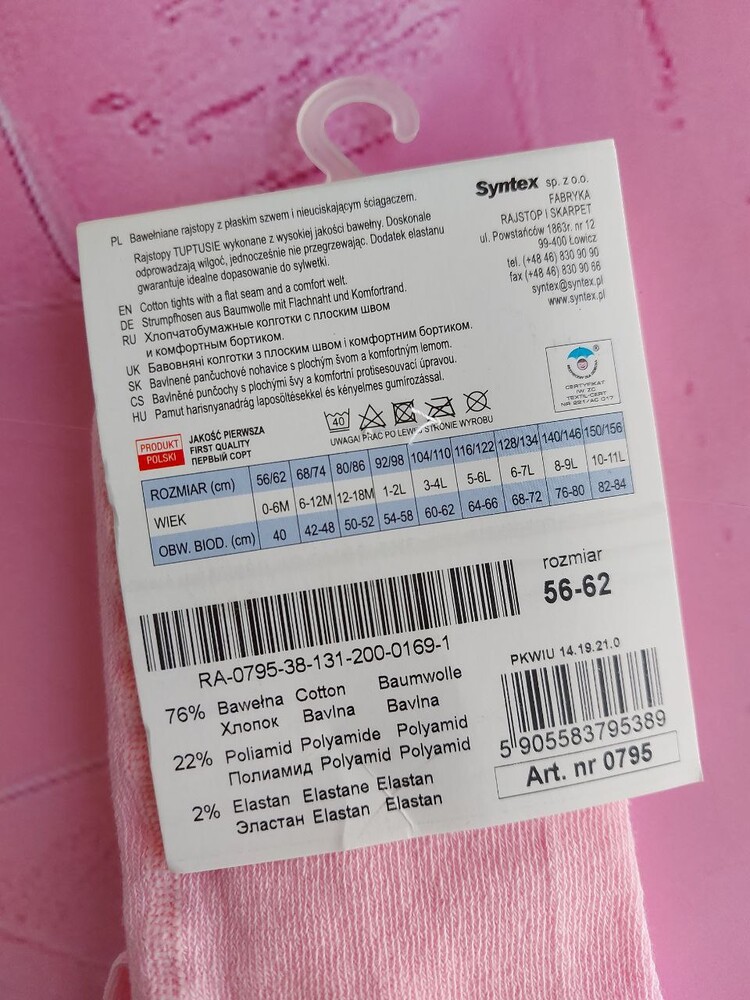 Syntex sp. z o.o.
FABRYKA
RAJSTOP I SKARPET
ul. Powstańców 1863r. nr 12
99-400 Łowicz
tel. (+48 46) 830 90 90
fax (+48 46) 830 90 66
syntex@syntex.pl
www.syntex.pl
PL Bawełniane rajstopy z płaskim szwem i nieuciskającym ściągaczem.
Rajstopy TUPTUSIE wykonane z wysokiej jakości bawełny. Doskonale
odprowadzają wilgoć, jednocześnie nie przegrzewając. Dodatek elastanu
gwarantuje idealne dopasowanie do sylwetki.
EN Cotton tights with a flat seam and a comfort welt.
DE Strumpfhosen aus Baumwolle mit Flachnaht und Komfortrand.
RU Хлопчатобумажные колготки с плоским швом
и комфортным бортиком.
UK Бавовняні колготки з плоским швом і комфортним бортиком.
SK Bavlnené pančuchové nohavice s plochým švom a komfortným lemom.
CS Bavlněné punčochy s plochými švy a komfortní protisesouvací úpravou.
HU Pamut harisnyanadrág laposöltésekkel és kényelmes gumírozással.
CERTYFIKAT
IW ZC
TEXTIL-CERT
NR 221/AC 017
40
UWAGA! PRAĆ PO LEWEJ STRONIE WYROBU
PRODUKT
POLSKI
JAKOŚĆ PIERWSZA
FIRST QUALITY
ПЕРВЫЙ СОРТ
ROZMIAR (cm) 56/62 68/74 80/86 92/98 104/110 116/122 128/134 140/146 150/156
WIEK 0-6M 6-12M 12-18M 1-2L 3-4L 5-6L 6-7L 8-9L 10-11L
OBW. BIOD. (cm) 40 42-48 50-52 54-58 60-62 64-66 68-72 76-80 82-84
rozmiar
56-62
RA-0795-38-131-200-0169-1
76% Bawełna Cotton Baumwolle
Хлопок Bavlna Bavlna
22% Poliamid Polyamide Polyamid
Полиамид Polyamid Polyamid
2% Elastan Elastane Elastan
Эластан Elastan Elastan
PKWIU 14.19.21.0
5 905583 795389
Art. nr 0795